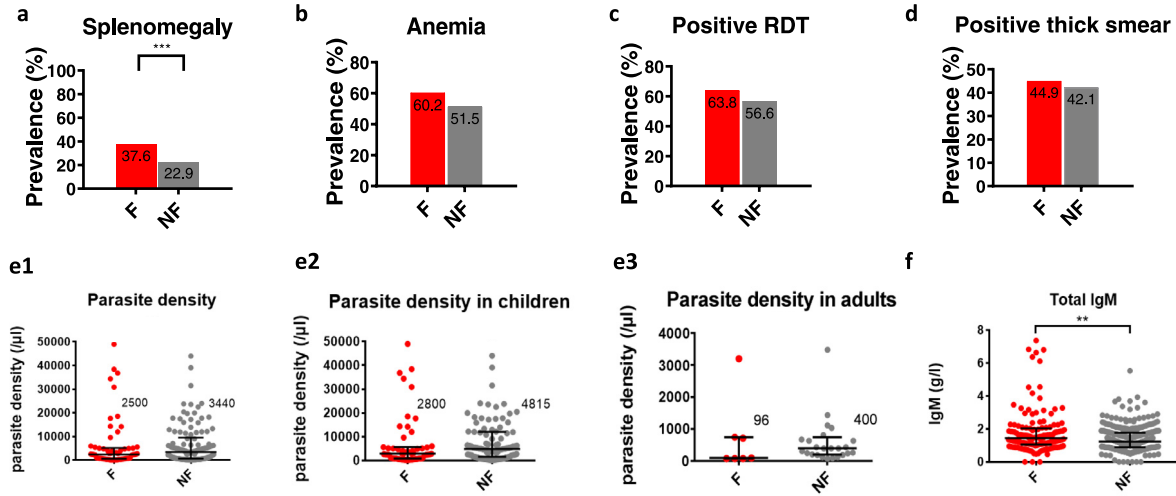 a
Splenomegaly
***
Prevalence (%)
100
80
60
40
20
0
37.6
22.9
F
NF
b
Anemia
Prevalence (%)
80
60
40
20
0
60.2
51.5
F
NF
c
Positive RDT
Prevalence (%)
80
60
40
20
0
63.8
56.6
F
NF
d
Positive thick smear
Prevalence (%)
50
40
30
20
10
0
44.9
42.1
F
NF
e1
Parasite density
parasite density (/µl)
50000
40000
30000
20000
10000
0
2500
3440
F
NF
e2
Parasite density in children
parasite density (/µl)
50000
40000
30000
20000
10000
0
2800
4815
F
NF
e3
Parasite density in adults
parasite density (/µl)
4000
3000
2000
1000
0
96
400
F
NF
f
Total IgM
**
IgM (g/l)
8
6
4
2
0
F
NF